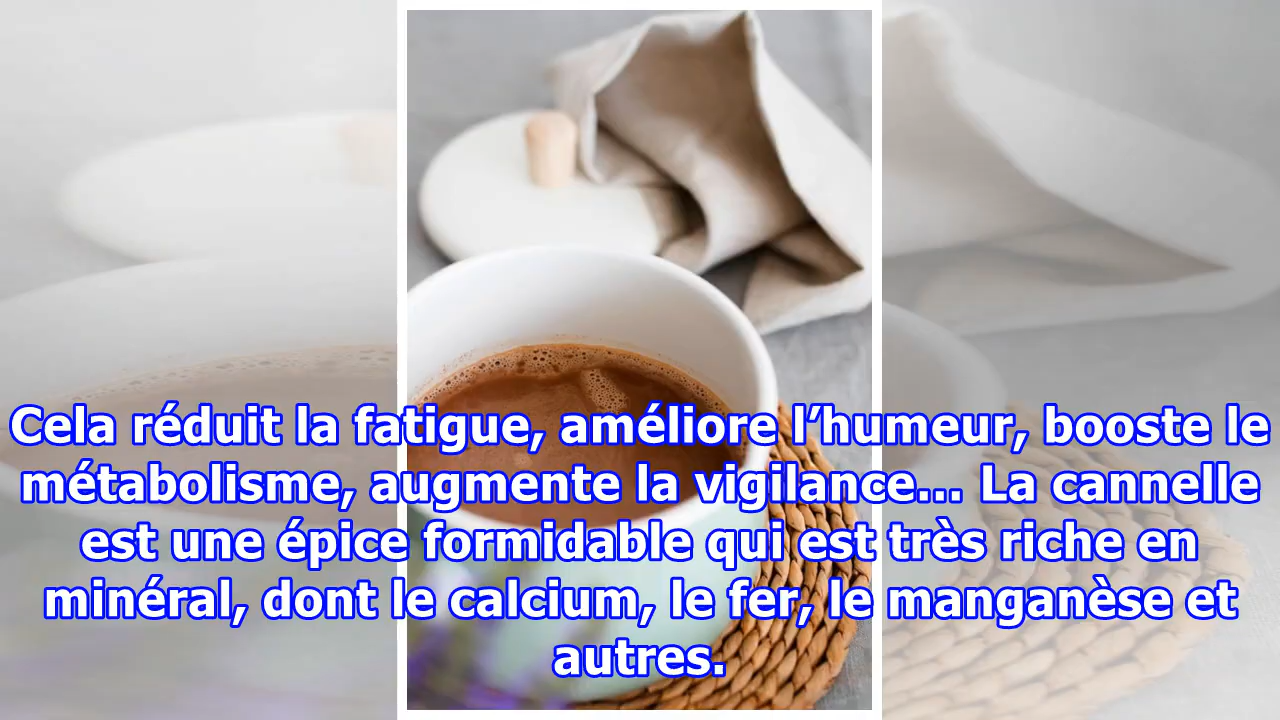 Cela réduit la fatigue, améliore l’humeur, booste le
métabolisme, augmente la vigilance... La cannelle
est une épice formidable qui est très riche en
minéral, dont le calcium, le fer, le manganèse et
autres.